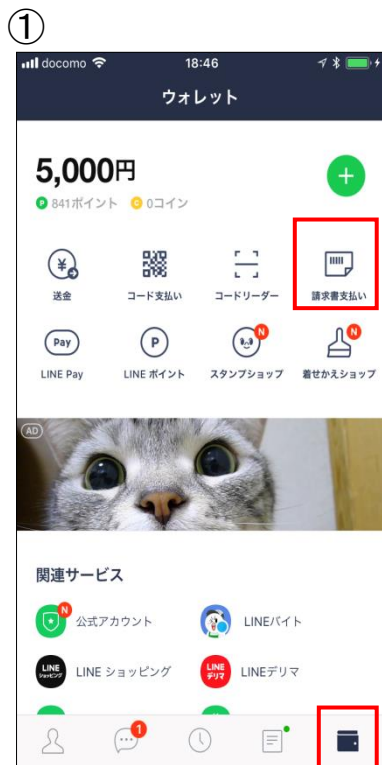 ①
docomo 18:46
ウォレット
5,000円
P 841ポイント C 0コイン
送金 コード支払い コードリーダー 請求書支払い
Pay P N N
LINE Pay LINE ポイント スタンプショップ 着せかえショップ
AD
関連サービス
N 公式アカウント LINEバイト
LINE ショッピング LINE ショッピング LINE デリマ LINEデリマ
1